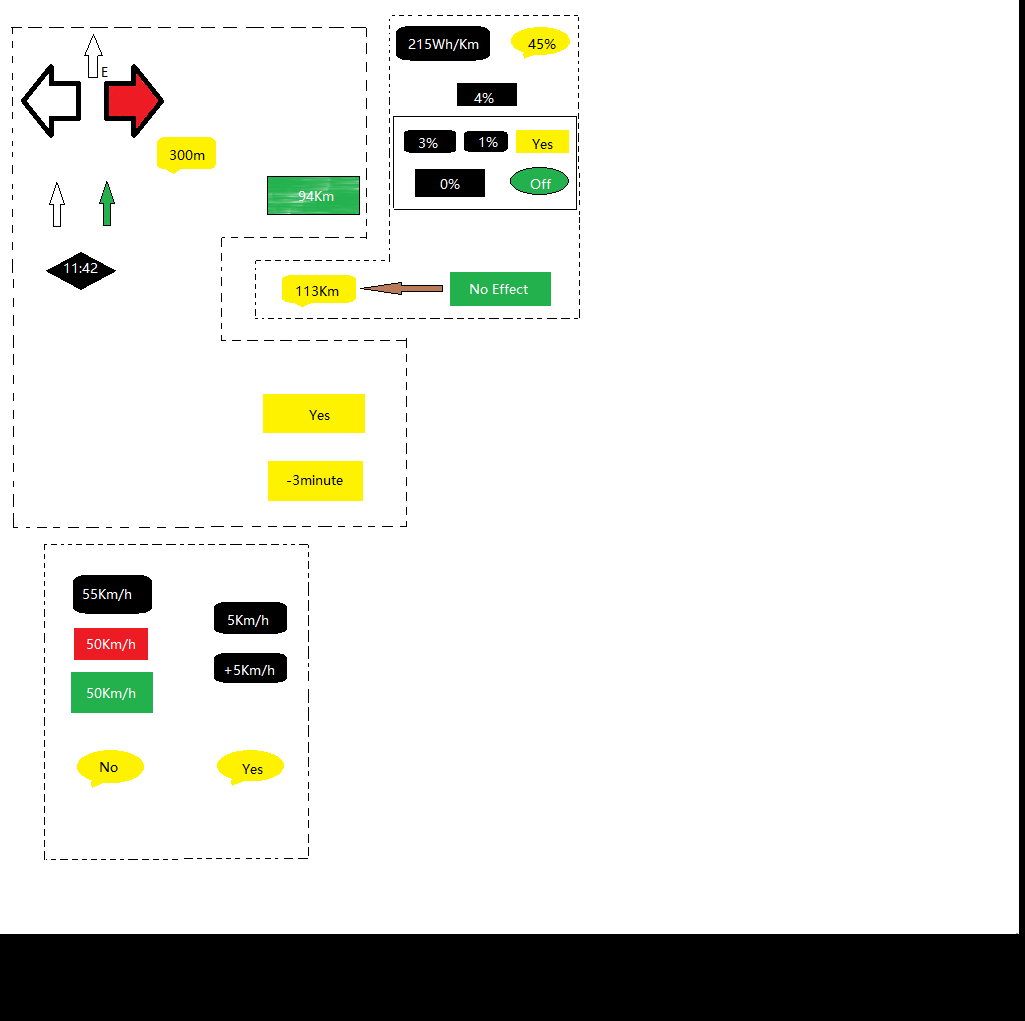 E
300m
94Km
11:42
215Wh/Km
45%
4%
3%
1%
Yes
0%
Off
113Km
No Effect
Yes
-3minute
55Km/h
5Km/h
50Km/h
+5Km/h
50Km/h
No
Yes